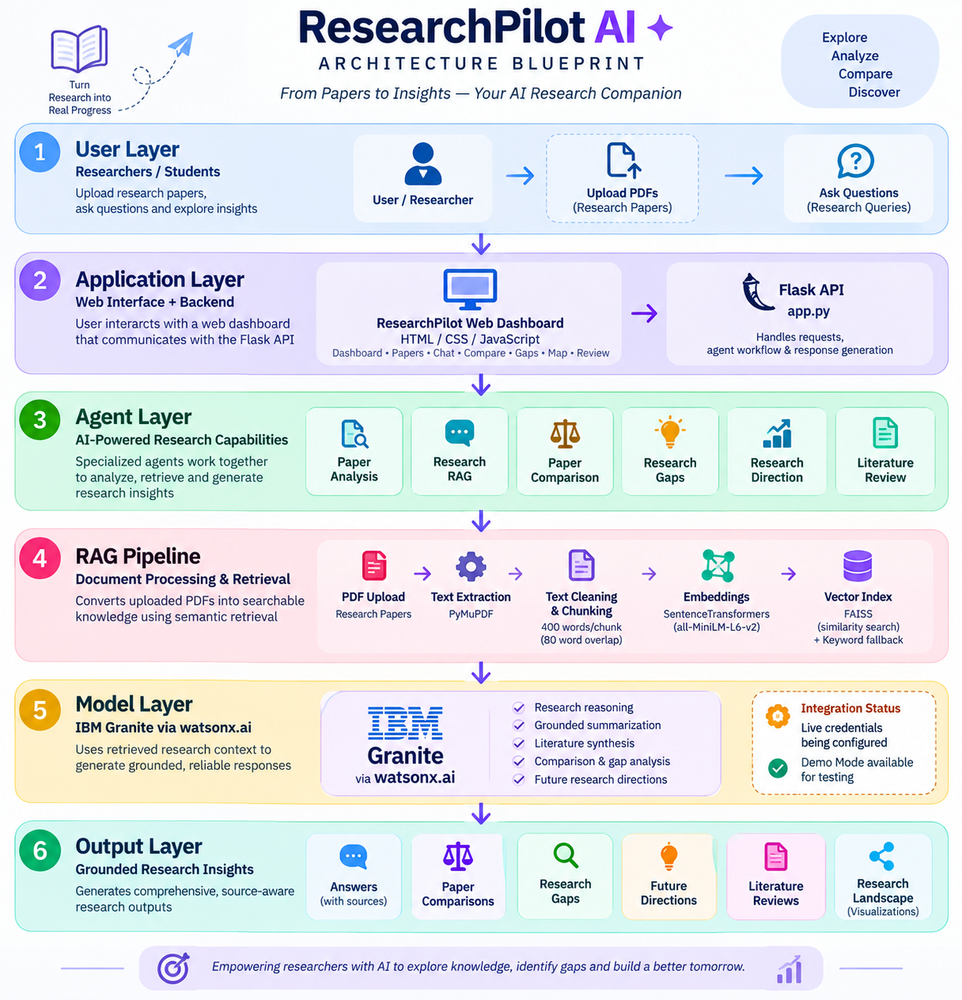 Turn
Research into
Real Progress
ResearchPilot AI
ARCHITECTURE BLUEPRINT
From Papers to Insights — Your AI Research Companion
Explore
Analyze
Compare
Discover
1
User Layer
Researchers / Students
Upload research papers,
ask questions and explore insights
User / Researcher
Upload PDFs
(Research Papers)
?
Ask Questions
(Research Queries)
2
Application Layer
Web Interface + Backend
User interarcts with a web dashboard
that communicates with the Flask API
ResearchPilot Web Dashboard
HTML / CSS / JavaScript
Dashboard • Papers • Chat • Compare • Gaps • Map • Review
Flask API
app.py
Handles requests,
agent workflow & response generation
3
Agent Layer
AI-Powered Research Capabilities
Specialized agents work together
to analyze, retrieve and generate
research insights
Paper
Analysis
Research
RAG
Paper
Comparison
Research
Gaps
Research
Direction
Literature
Review
4
RAG Pipeline
Document Processing & Retrieval
Converts uploaded PDFs into searchable
knowledge using semantic retrieval
PDF Upload
Research Papers
Text Extraction
PyMuPDF
Text Cleaning
& Chunking
400 words/chunk
(80 word overlap)
Embeddings
SentenceTransformers
(all-MiniLM-L6-v2)
Vector Index
FAISS
(similarity search)
+ Keyword fallback
5
Model Layer
IBM Granite via watsonx.ai
Uses retrieved research context to
generate grounded, reliable responses
IBM
Granite
via watsonx.ai
Research reasoning
Grounded summarization
Literature synthesis
Comparison & gap analysis
Future research directions
Integration Status
Live credentials
being configured
Demo Mode available
for testing
6
Output Layer
Grounded Research Insights
Generates comprehensive, source-aware
research outputs
Answers
(with sources)
Paper
Comparisons
Research
Gaps
Future
Directions
Literature
Reviews
Research
Landscape
(Visualizations)
Empowering researchers with AI to explore knowledge, identify gaps and build a better tomorrow.